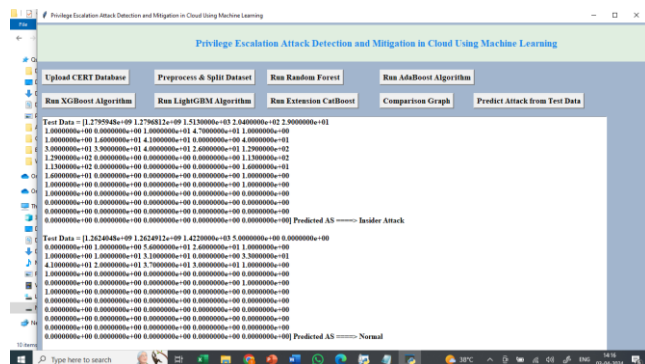 Privilege Escalation Attack Detection and Mitigation in Cloud Using Machine Learning
File
Privilege Escalation Attack Detection and Mitigation in Cloud Using Machine Learning
Upload CERT Database Preprocess & Split Dataset Run Random Forest Run AdaBoost Algorithm
Run XGBoost Algorithm Run LightGBM Algorithm Run Extension CatBoost Comparison Graph Predict Attack from Test Data
Test Data = [1.2795948e+09 1.2796812e+09 1.5130000e+03 2.0400000e+02 2.9000000e+01
1.0000000e+00 0.0000000e+00 1.0000000e+01 4.7000000e+01 1.0000000e+00
1.0000000e+00 1.6000000e+01 4.1000000e+01 0.0000000e+00 4.0000000e+01
3.0000000e+01 3.9000000e+01 4.0000000e+01 2.6000000e+01 1.2900000e+02
1.2900000e+02 0.0000000e+00 0.0000000e+00 0.0000000e+00 1.1300000e+02
1.1300000e+02 0.0000000e+00 0.0000000e+00 0.0000000e+00 1.6000000e+01
1.6000000e+01 0.0000000e+00 0.0000000e+00 0.0000000e+00 1.0000000e+00
1.0000000e+00 0.0000000e+00 0.0000000e+00 1.0000000e+00
1.0000000e+00 0.0000000e+00 0.0000000e+00 0.0000000e+00 0.0000000e+00
0.0000000e+00 0.0000000e+00 0.0000000e+00 0.0000000e+00 0.0000000e+00
0.0000000e+00 0.0000000e+00 0.0000000e+00 0.0000000e+00 0.0000000e+00
0.0000000e+00 0.0000000e+00 0.0000000e+00 0.0000000e+00 0.0000000e+00] Predicted AS ====> Insider Attack
Test Data = [1.2624048e+09 1.2624912e+09 1.4220000e+03 5.0000000e+00 0.0000000e+00
0.0000000e+00 1.0000000e+00 5.6000000e+01 2.6000000e+01 1.0000000e+00
1.0000000e+00 1.0000000e+01 3.1000000e+01 0.0000000e+00 3.3000000e+01
4.1000000e+01 2.0000000e+01 3.7000000e+01 3.0000000e+01 1.0000000e+00
1.0000000e+00 0.0000000e+00 0.0000000e+00 0.0000000e+00 0.0000000e+00
0.0000000e+00 0.0000000e+00 0.0000000e+00 0.0000000e+00 1.0000000e+00
1.0000000e+00 0.0000000e+00 0.0000000e+00 0.0000000e+00 0.0000000e+00
0.0000000e+00 0.0000000e+00 0.0000000e+00 0.0000000e+00 0.0000000e+00
0.0000000e+00 0.0000000e+00 0.0000000e+00 0.0000000e+00 0.0000000e+00
0.0000000e+00 0.0000000e+00 0.0000000e+00 0.0000000e+00 0.0000000e+00
0.0000000e+00 0.0000000e+00 0.0000000e+00 0.0000000e+00 0.0000000e+00
0.0000000e+00 0.0000000e+00 0.0000000e+00 0.0000000e+00 0.0000000e+00] Predicted AS ====> Normal
10 items
Type here to search 38°C ENG 14:16